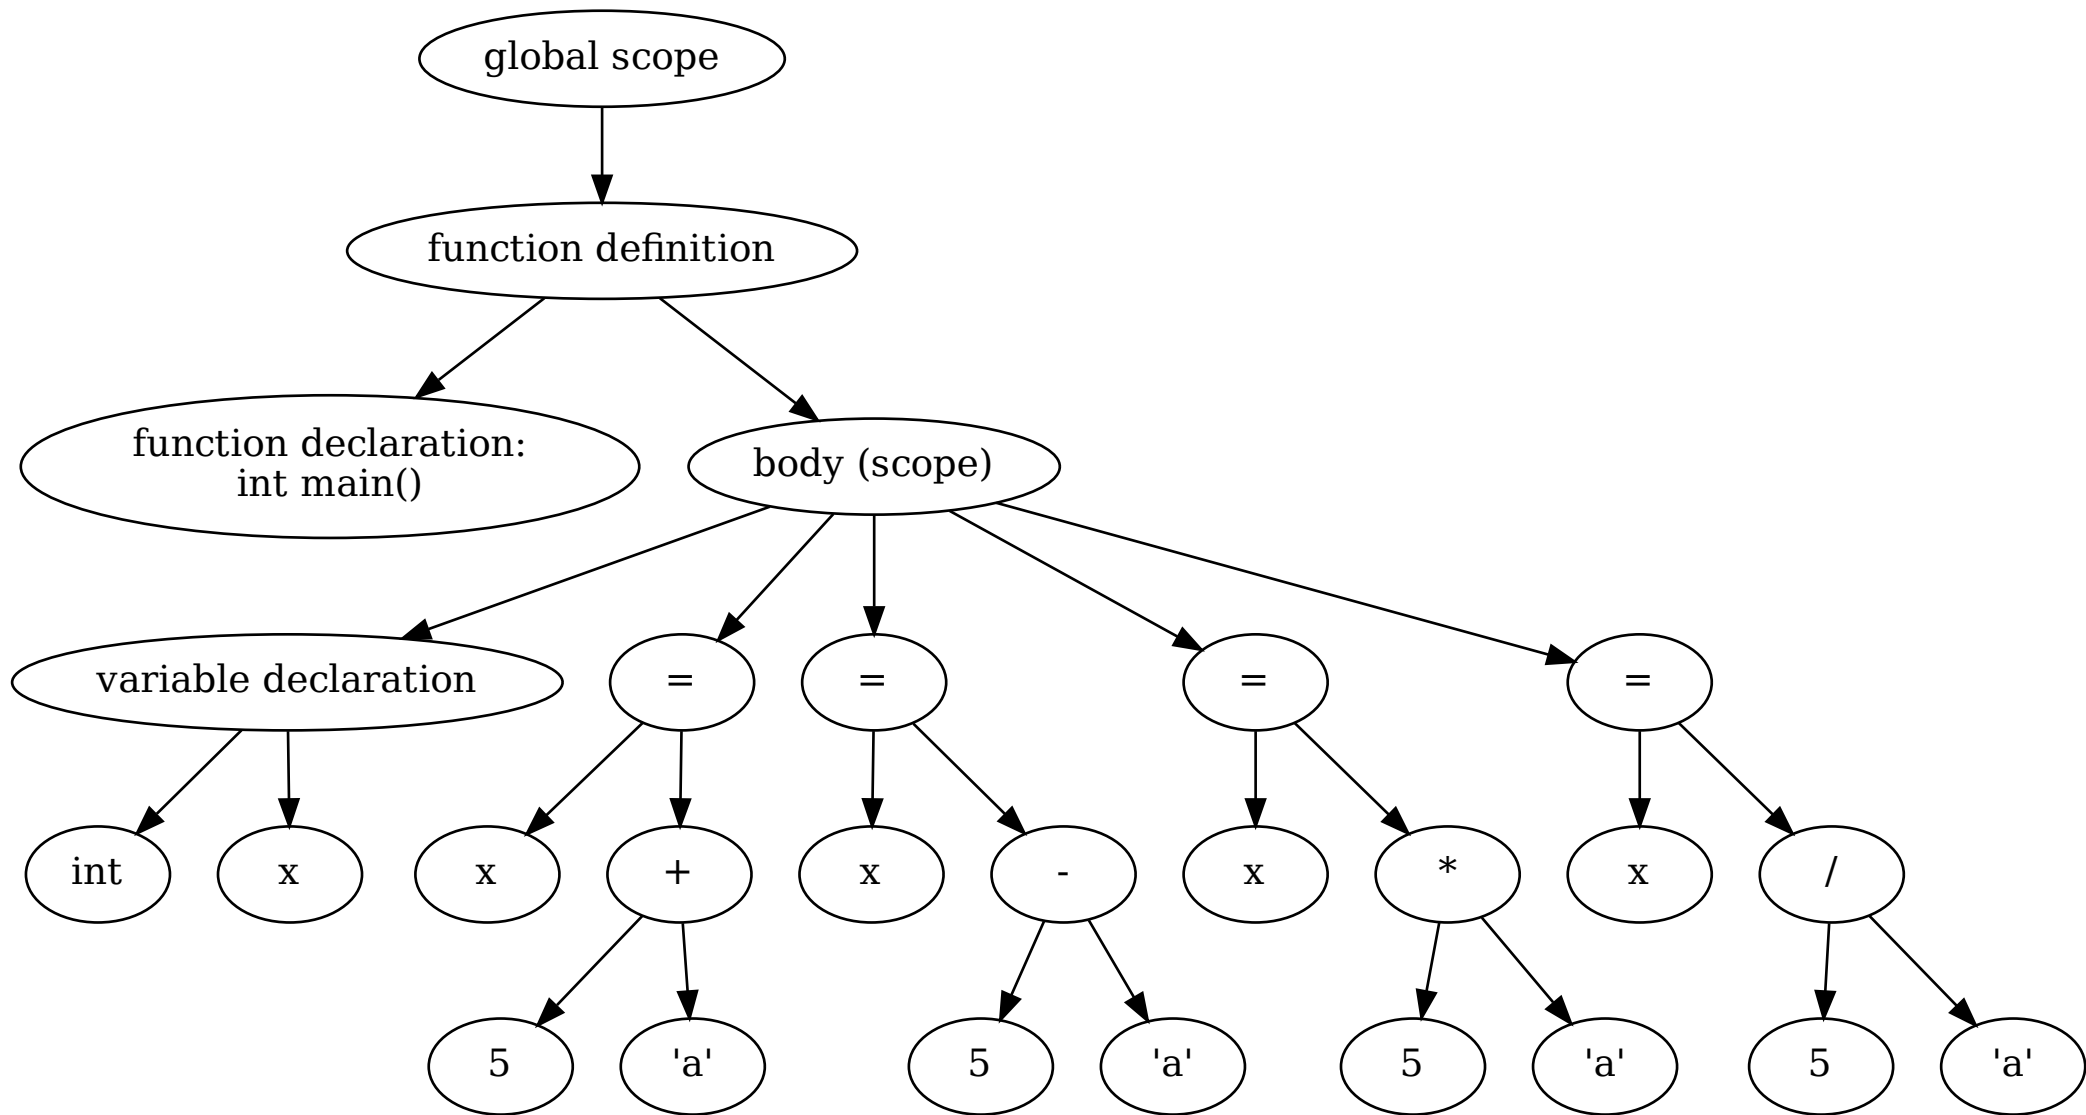 global scope
function definition
function declaration:
int main()
body (scope)
variable declaration
=
=
=
=
int
x
x
+
x
-
x
*
x
/
5
'a'
5
'a'
5
'a'
5
'a'